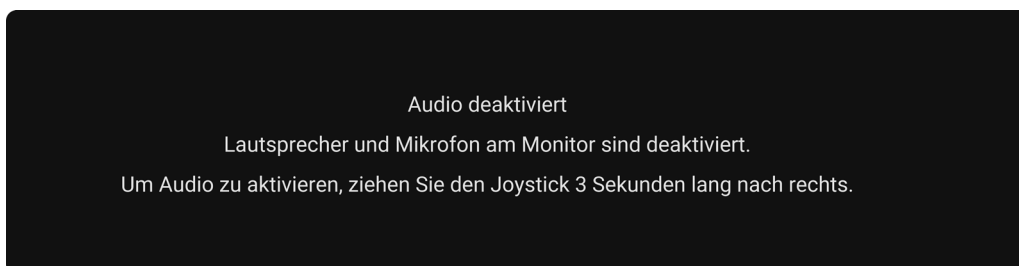 Audio deaktiviert
Lautsprecher und Mikrofon am Monitor sind deaktiviert.
Um Audio zu aktivieren, ziehen Sie den Joystick 3 Sekunden lang nach rechts.